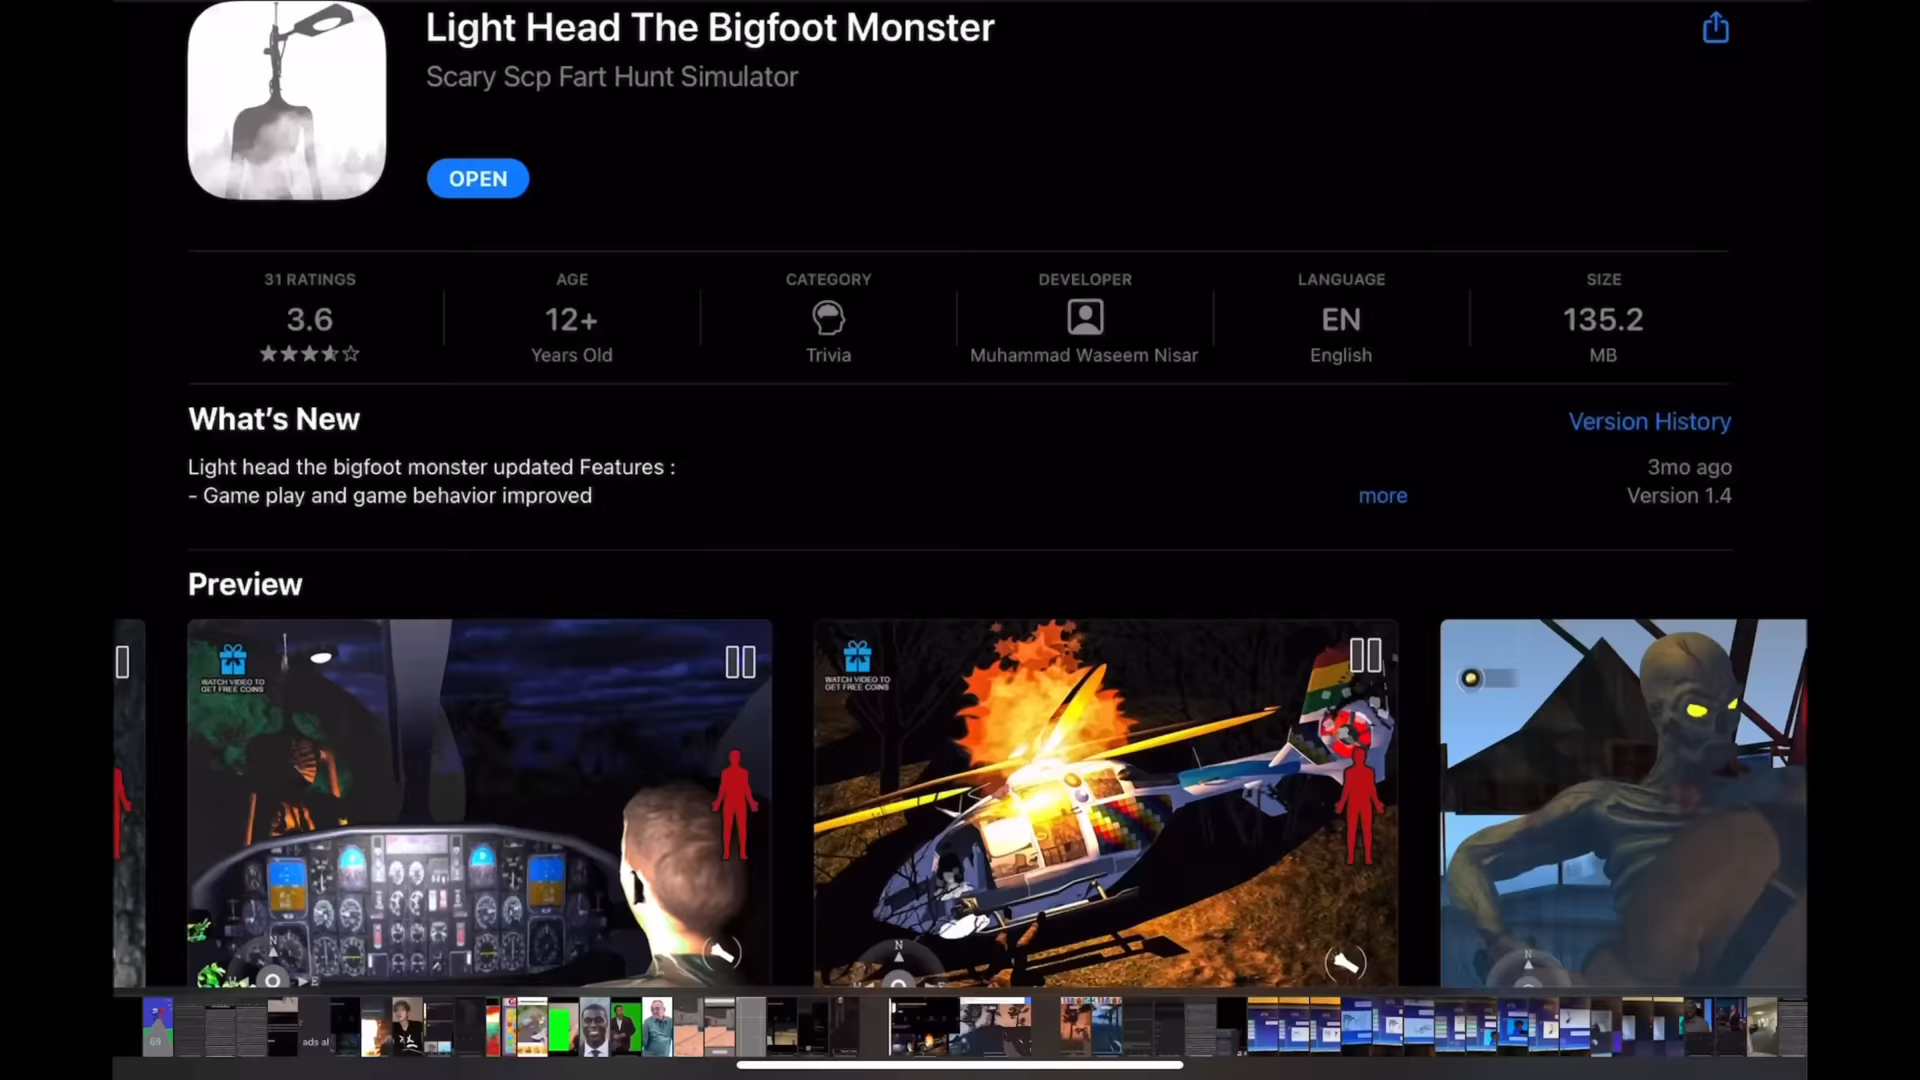 Light Head The Bigfoot Monster
Scary Scp Fart Hunt Simulator
OPEN
31 RATINGS
3.6
AGE
12+
Years Old
CATEGORY
Trivia
DEVELOPER
Muhammad Waseem Nisar
LANGUAGE
EN
English
SIZE
135.2
MB
What's New
Version History
Light head the bigfoot monster updated Features :
3mo ago
- Game play and game behavior improved
more
Version 1.4
Preview
WATCH VIDEO TO
GET FREE COINS
N
E
WATCH VIDEO TO
GET FREE COINS
N
N
69
ads al